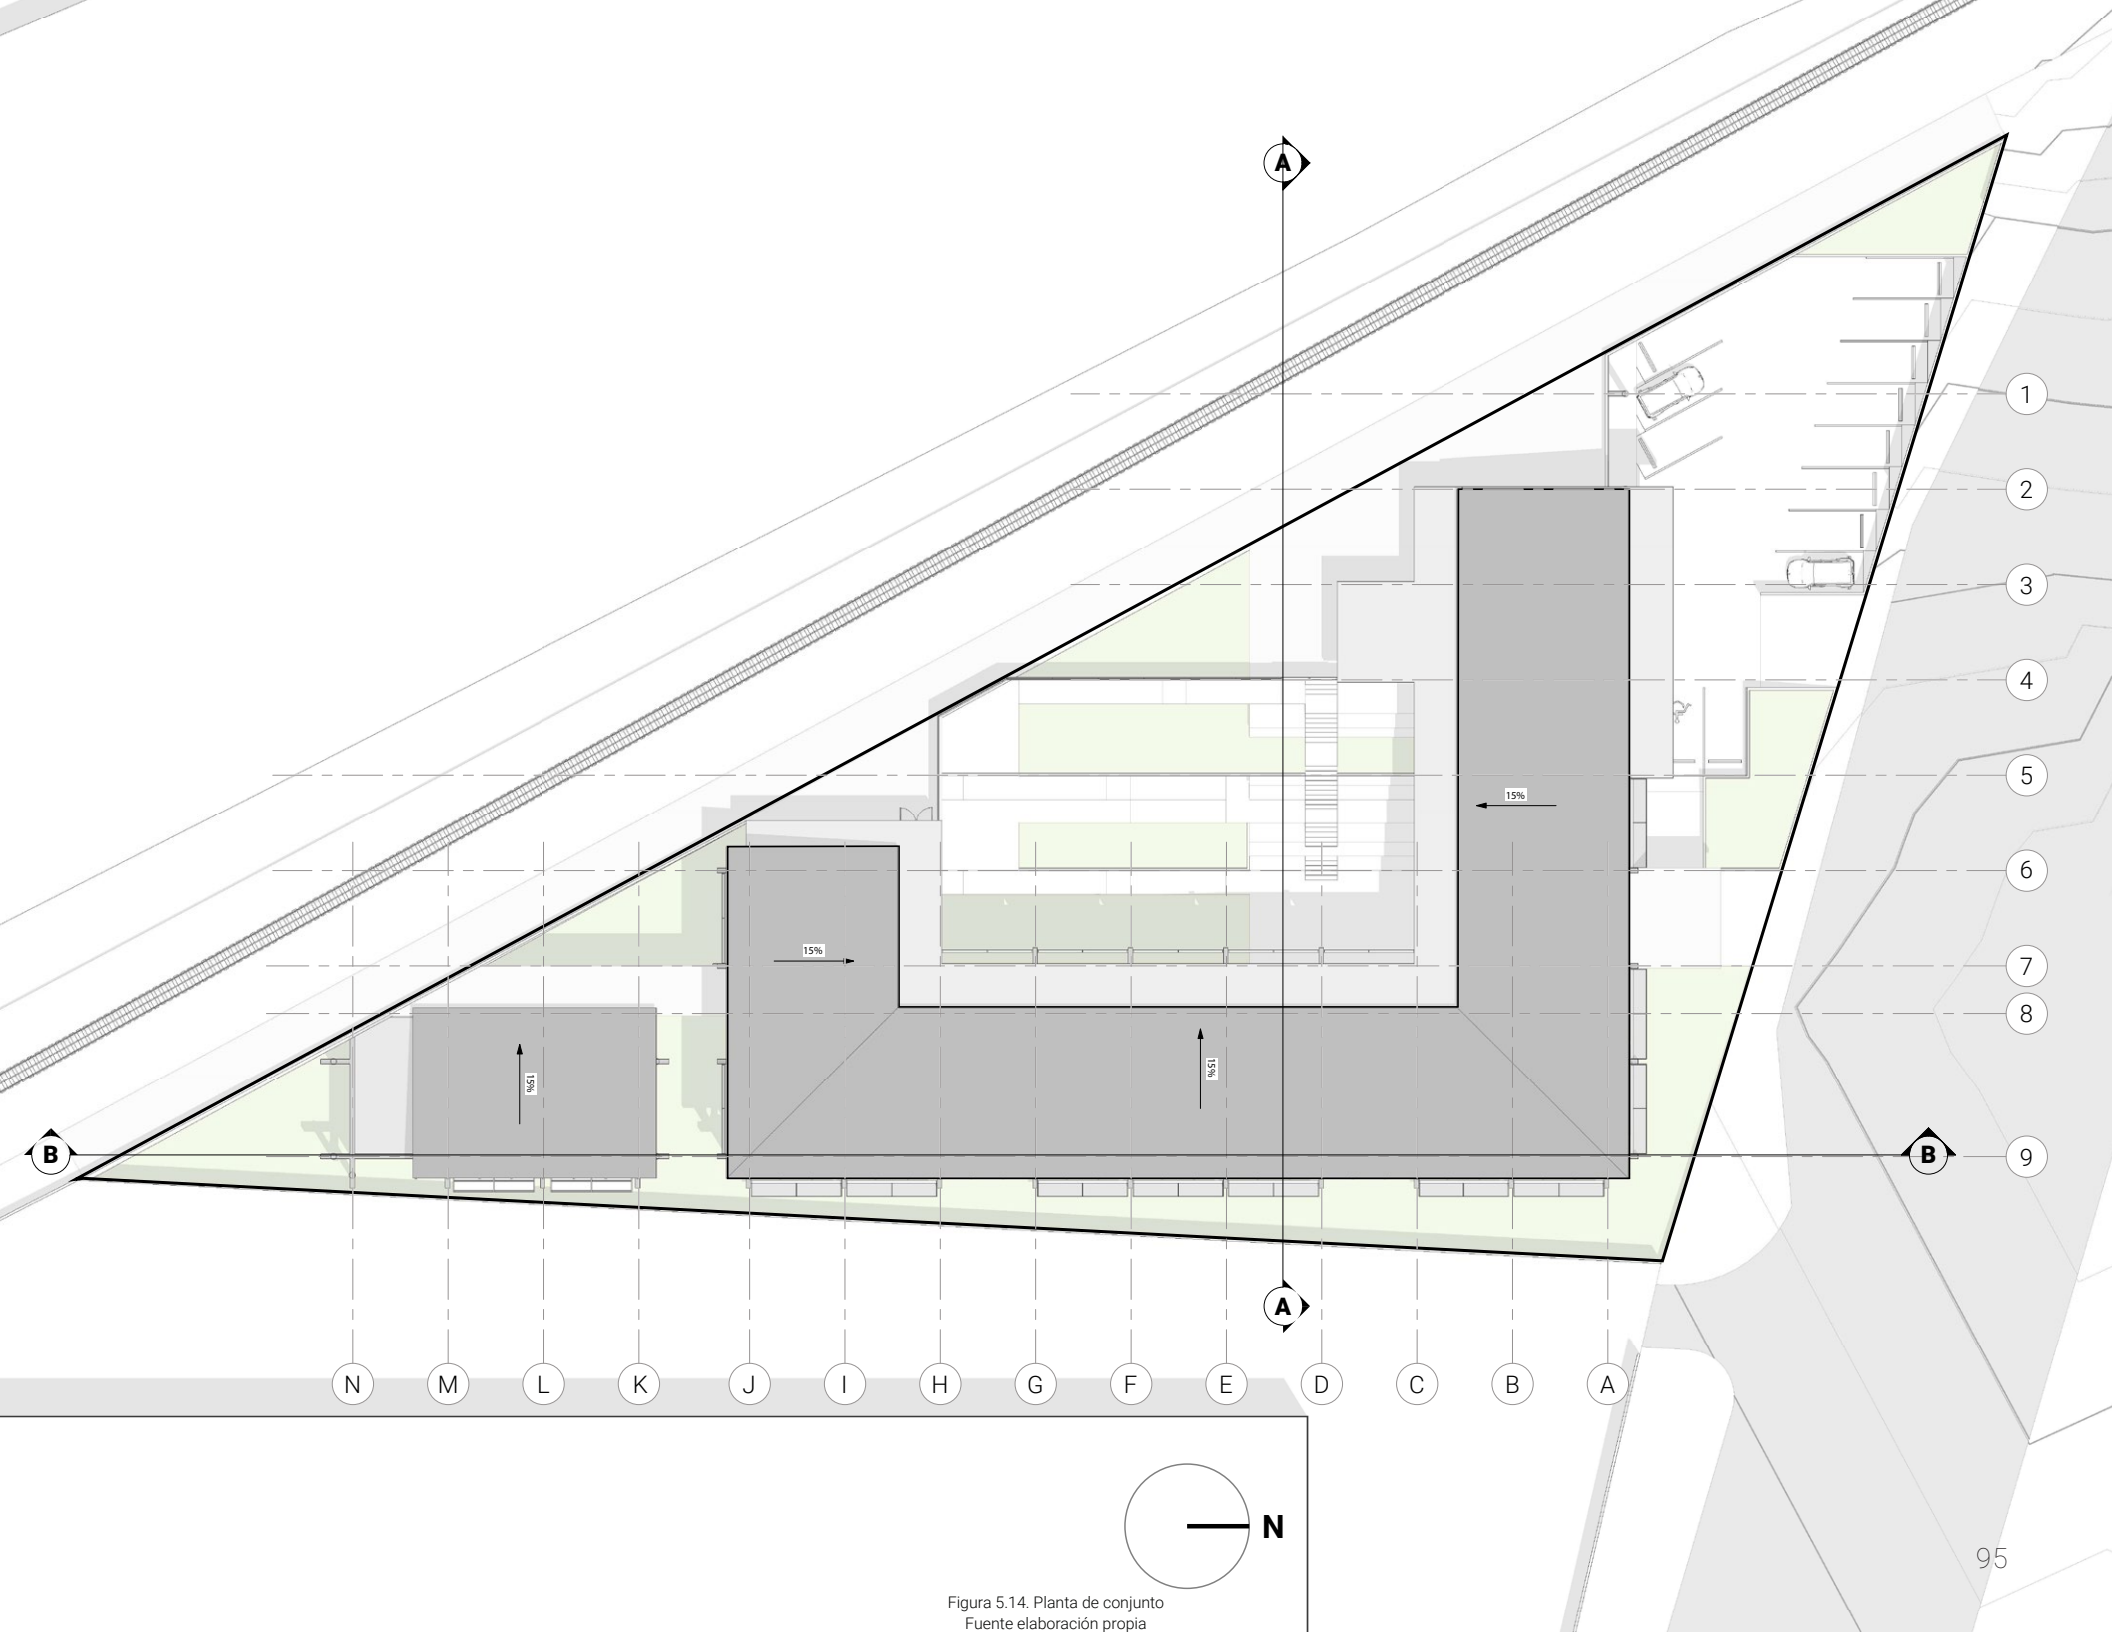 A
1
2
3
4
15%
5
6
15%
7
8
15%
15%
B
B
9
A
N
M
L
K
J
I
H
G
F
E
D
C
B
A
N
95
Figura 5.14. Planta de conjunto
Fuente elaboración propia